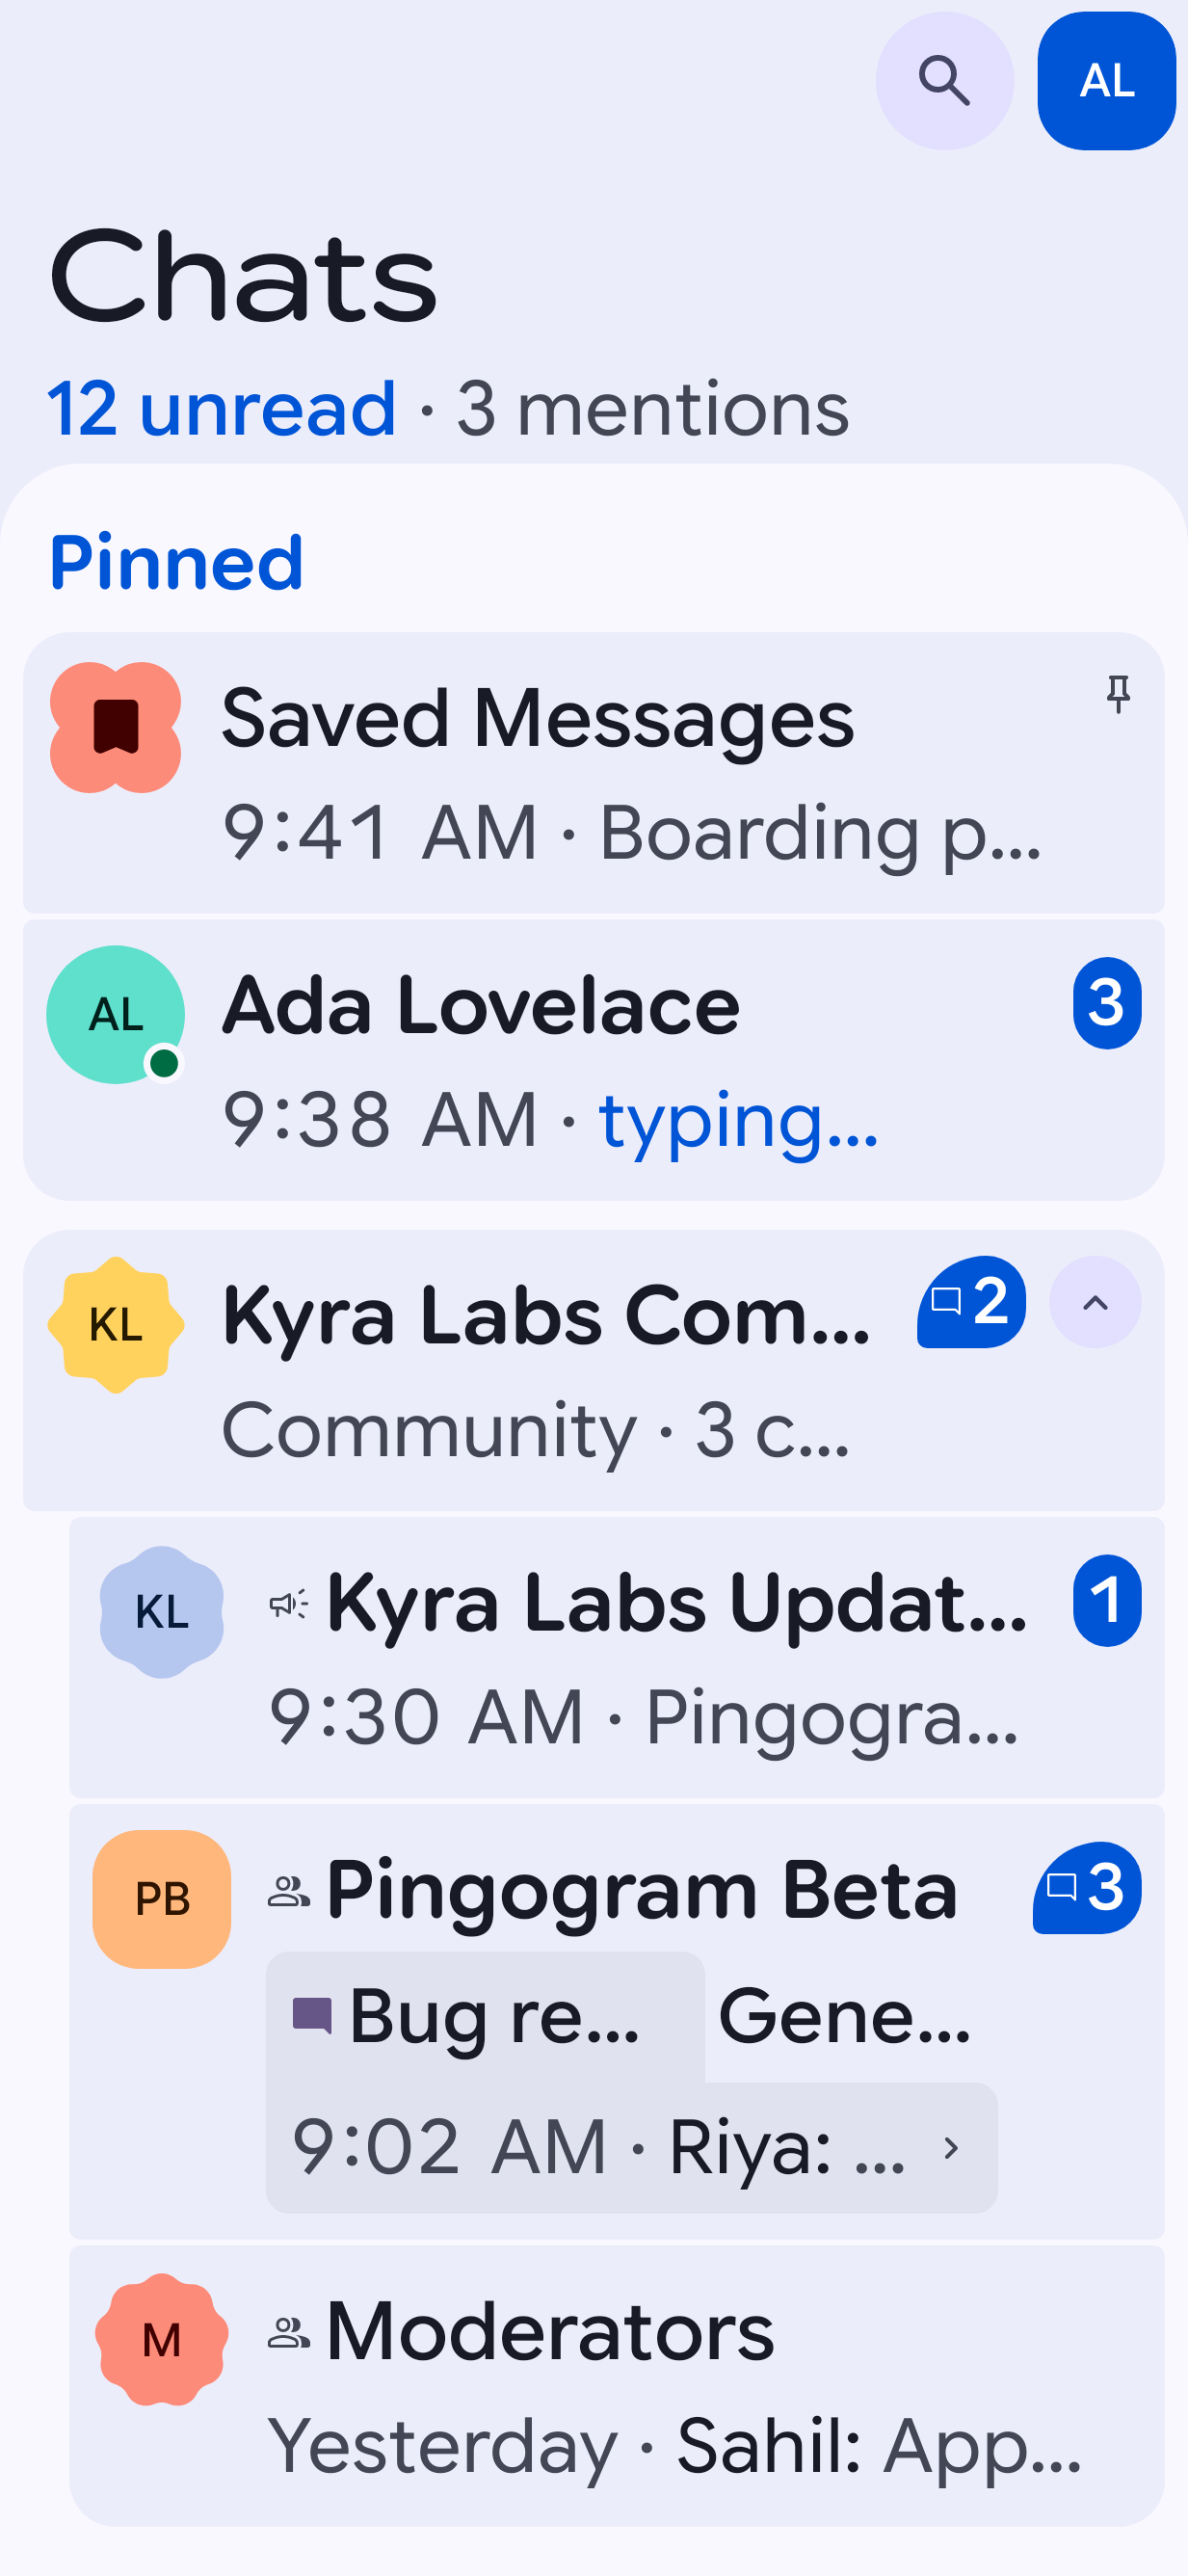 AL
Chats
12 unread · 3 mentions
Pinned
Saved Messages
9:41 AM · Boarding p...
AL
Ada Lovelace
3
9:38 AM · typing...
KL
Kyra Labs Com...
2
Community · 3 c...
KL
Kyra Labs Updat...
1
9:30 AM · Pingogra...
PB
Pingogram Beta
3
Bug re... Gene...
9:02 AM · Riya: ...
M
Moderators
Yesterday · Sahil: App...